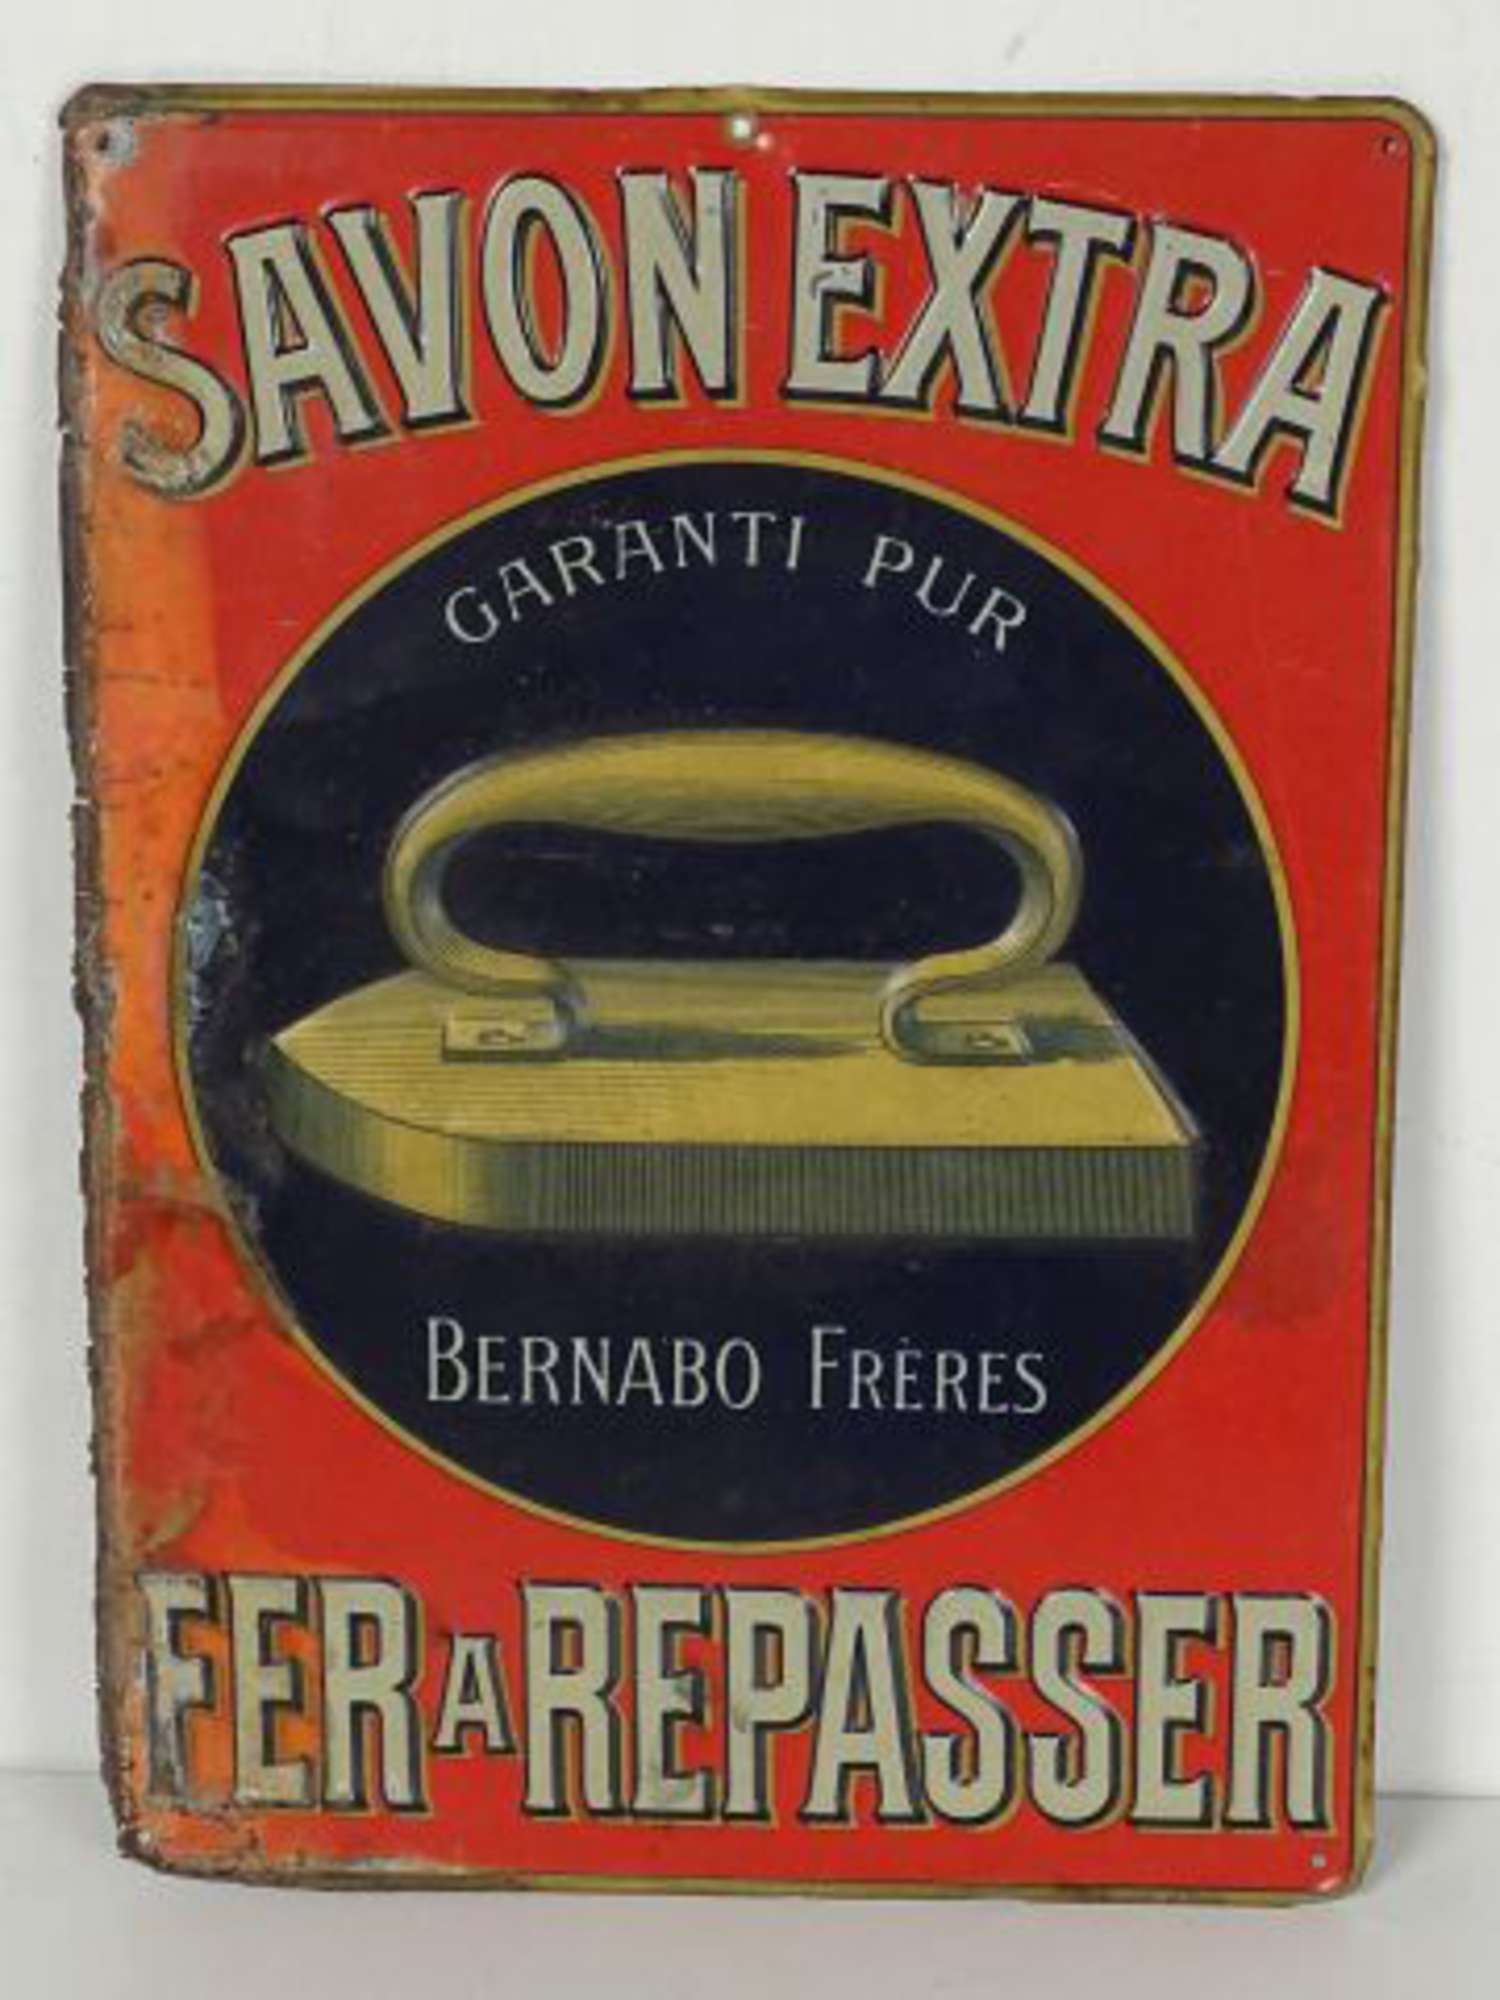 SAVON EXTRA
GARANTI PUR
BERNABO FRÈRES
FER A REPASSER